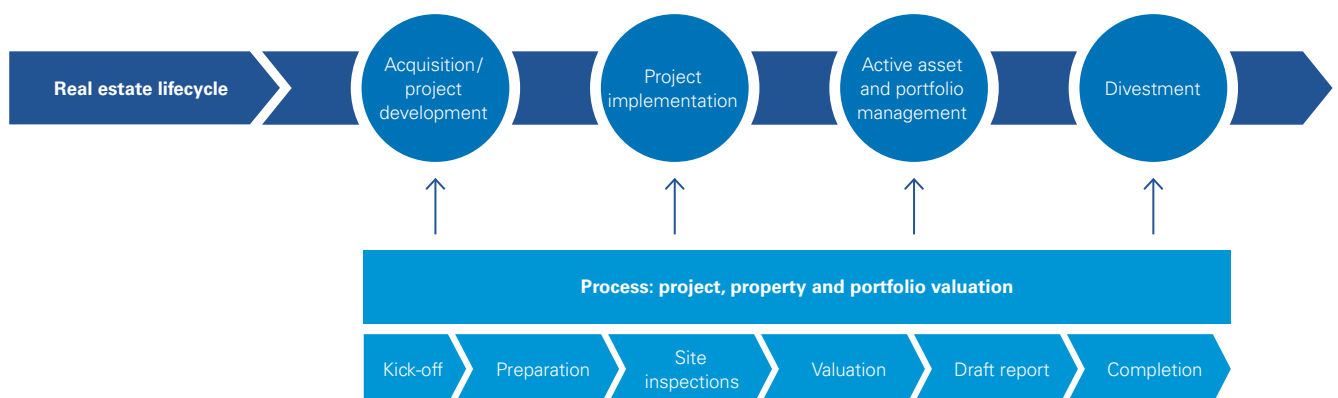 Real estate lifecycle
Acquisition/
project
development
Project
implementation
Active asset
and portfolio
management
Divestment
Process: project, property and portfolio valuation
Kick-off
Preparation
Site
inspections
Valuation
Draft report
Completion